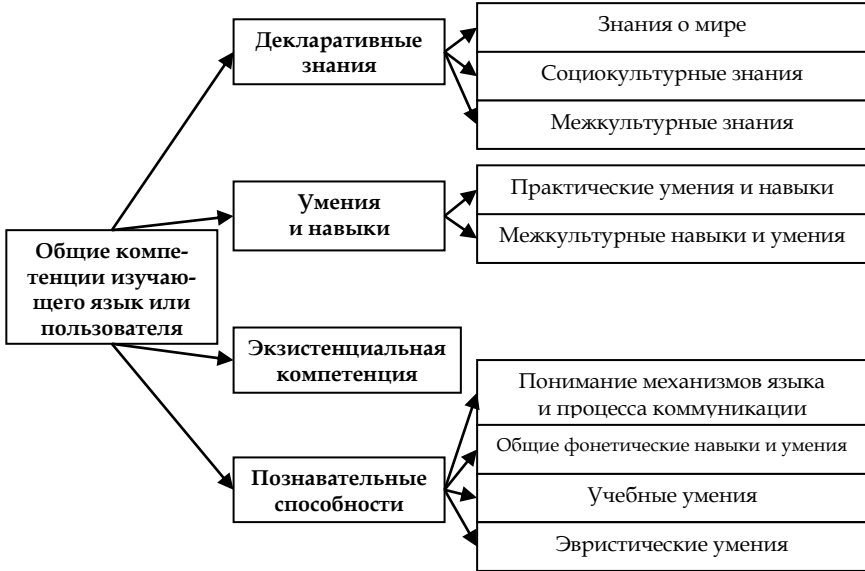 Общие компе-
тенции изучаю-
щего язык или
пользователя
Декларативные
знания
Знания о мире
Социокультурные знания
Межкультурные знания
Умения
и навыки
Практические умения и навыки
Межкультурные навыки и умения
Экзистенциальная
компетенция
Познавательные
способности
Понимание механизмов языка
и процесса коммуникации
Общие фонетические навыки и умения
Учебные умения
Эвристические умения